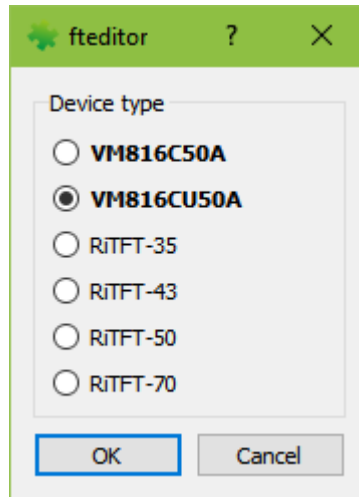 fteditor ? ×
Device type
VM816C50A
VM816CU50A
RiTFT-35
RiTFT-43
RiTFT-50
RiTFT-70
OK Cancel